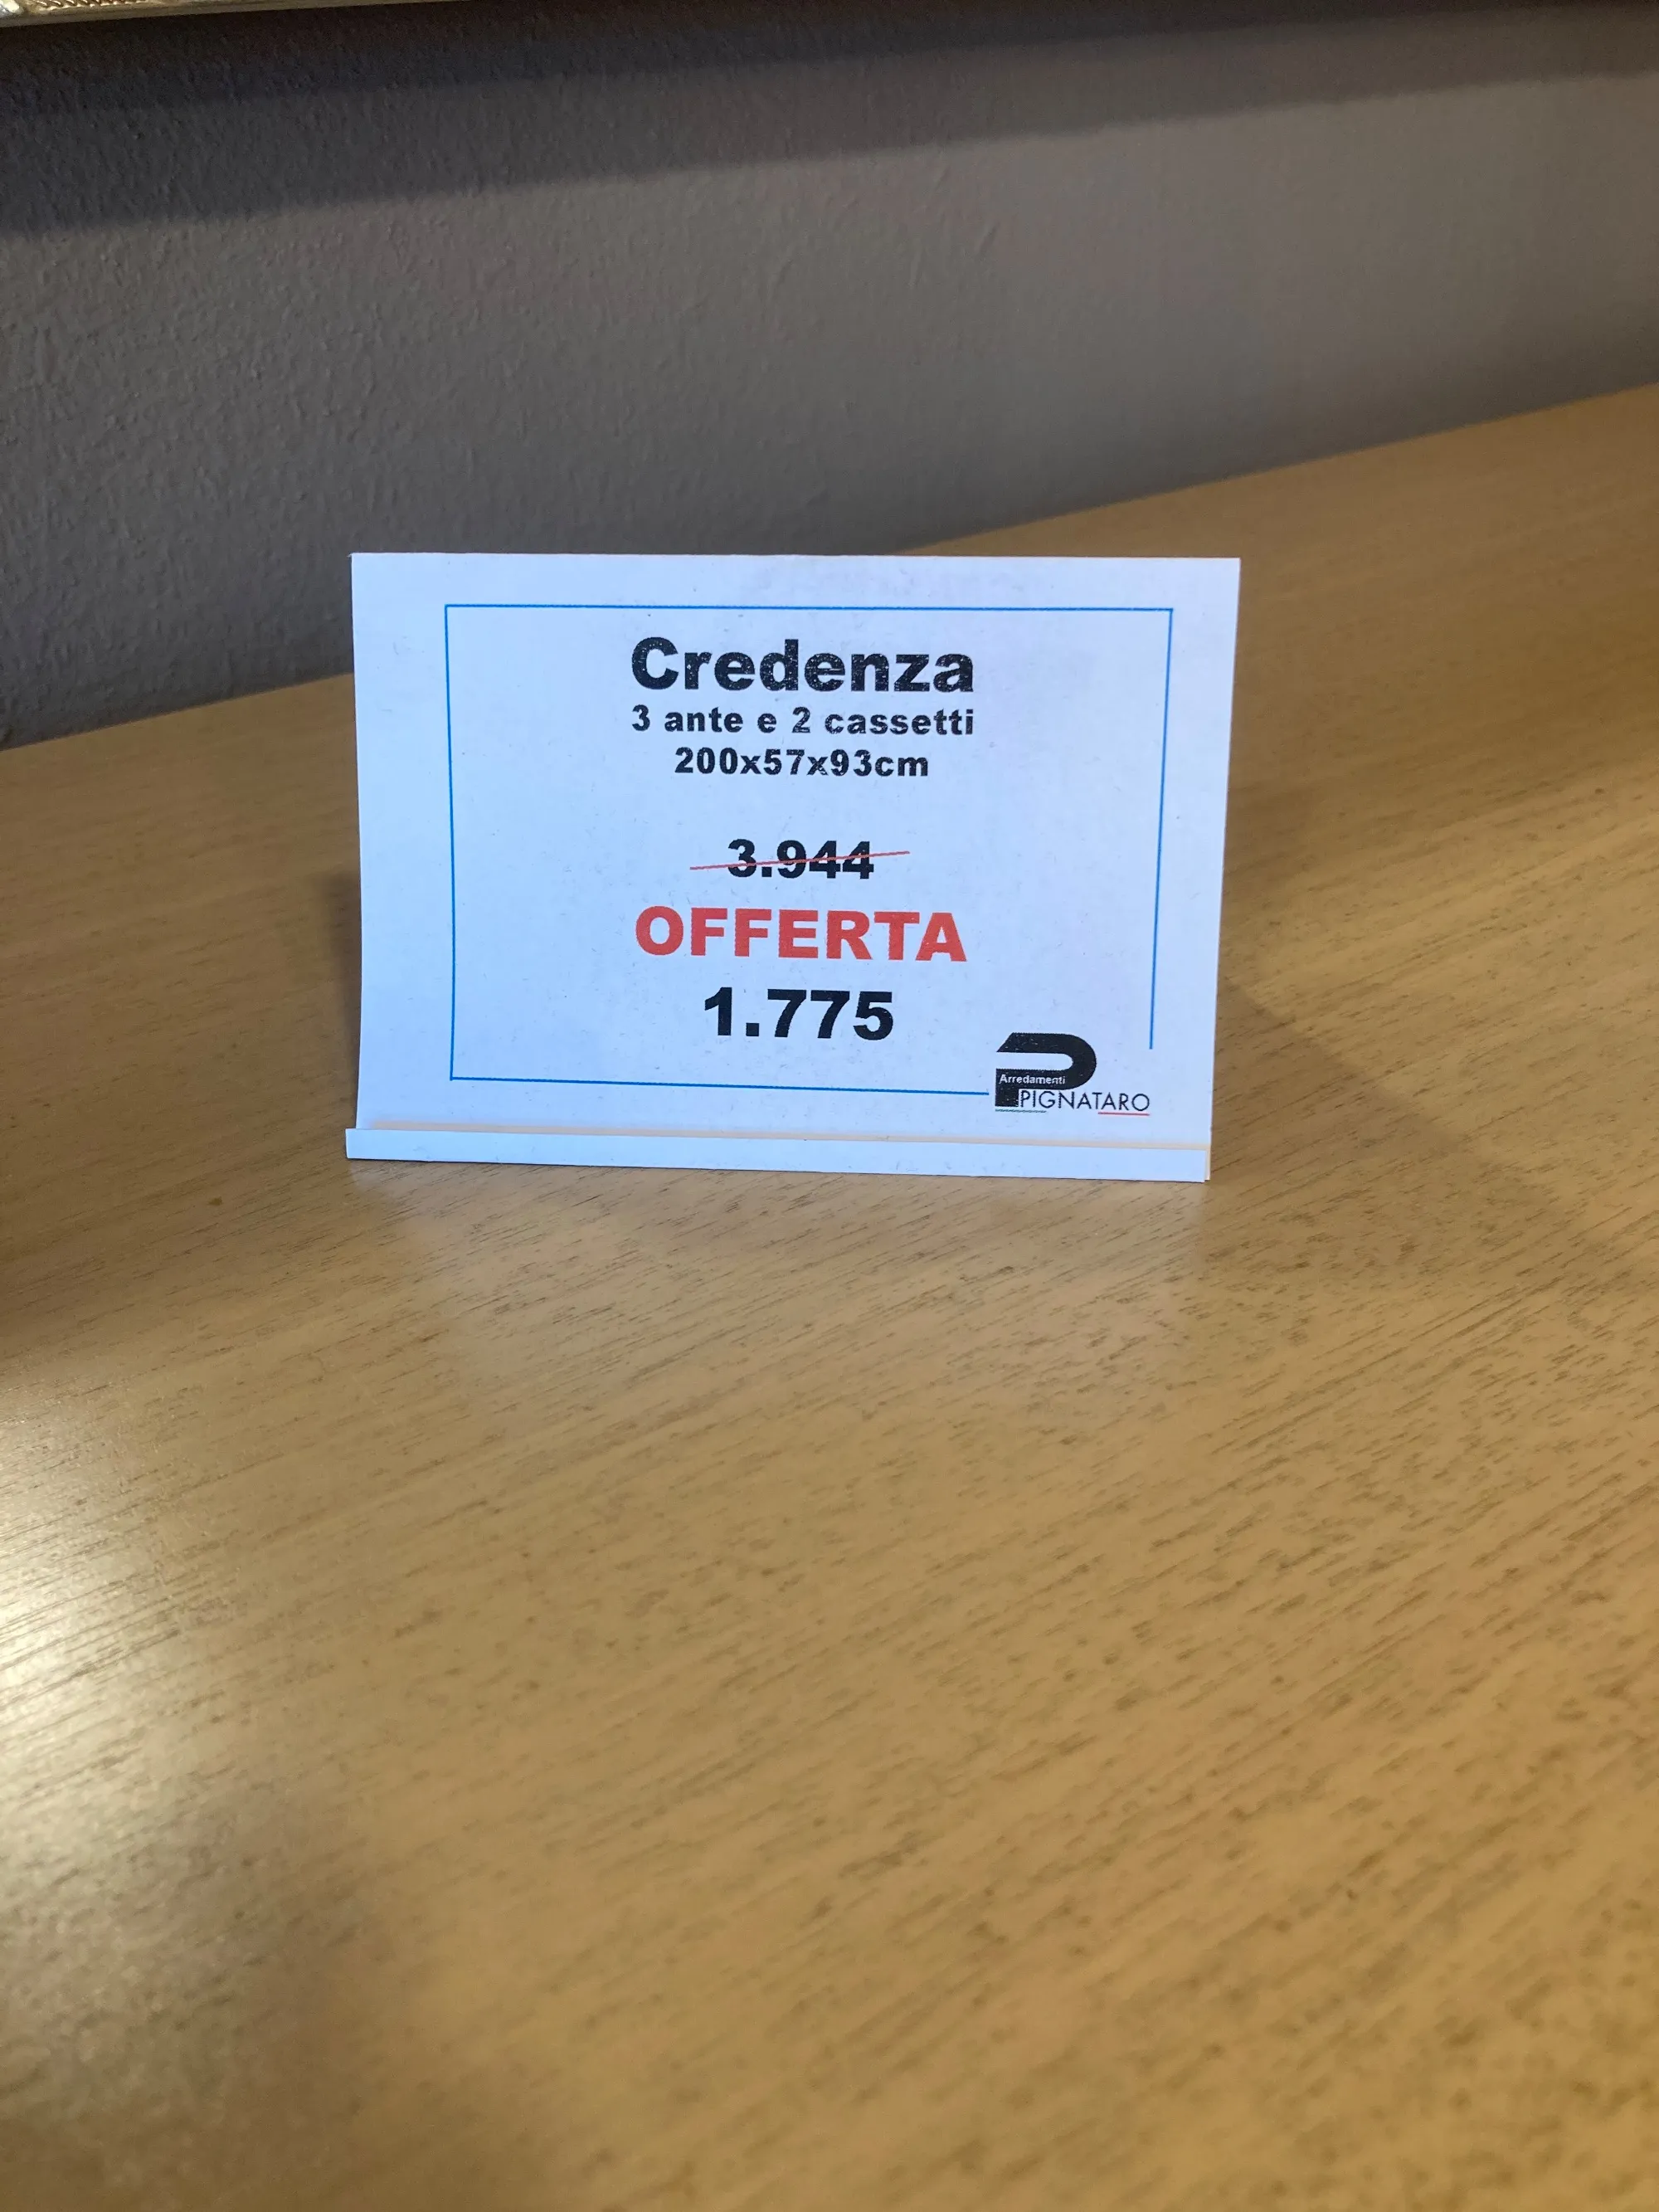 Credenza
3 ante e 2 cassetti
200x57x93cm
3.944
OFFERTA
1.775
Arredamenti
PIGNATARO